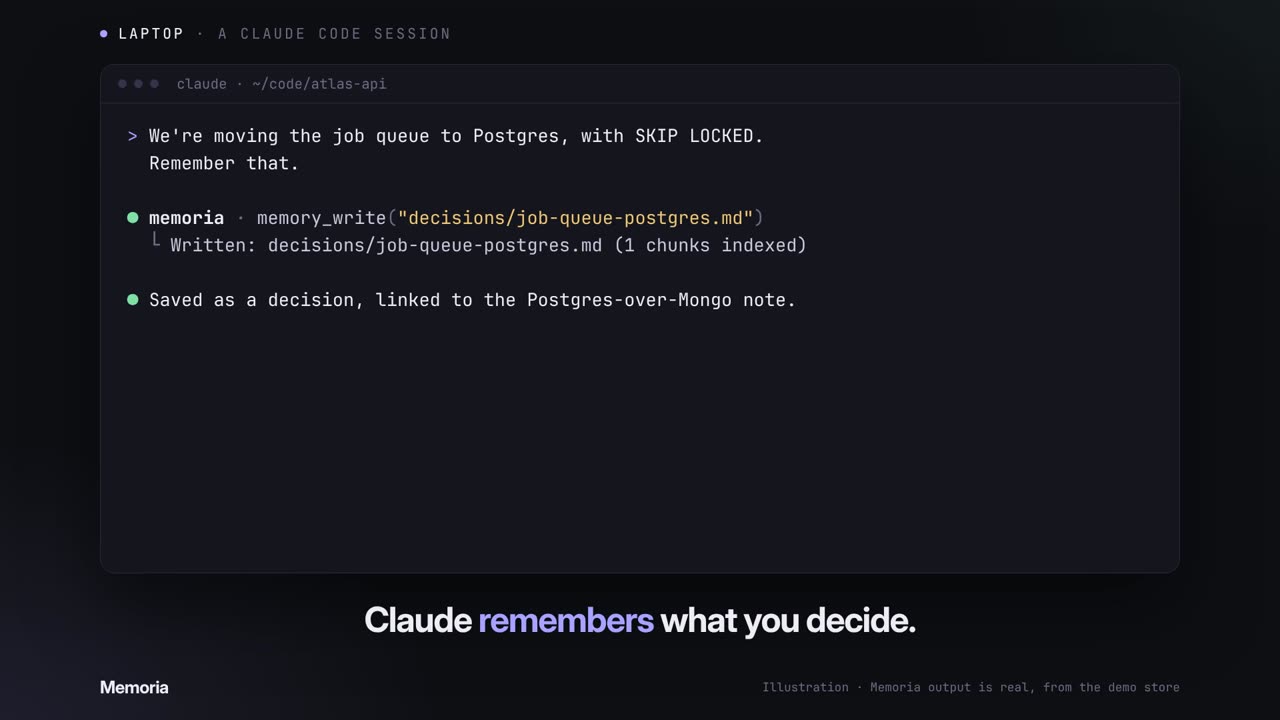 LAPTOP · A CLAUDE CODE SESSION
claude · ~/code/atlas-api
> We're moving the job queue to Postgres, with SKIP LOCKED.
Remember that.
● memoria · memory_write("decisions/job-queue-postgres.md")
└ Written: decisions/job-queue-postgres.md (1 chunks indexed)
● Saved as a decision, linked to the Postgres-over-Mongo note.
Claude remembers what you decide.
Memoria
Illustration · Memoria output is real, from the demo store